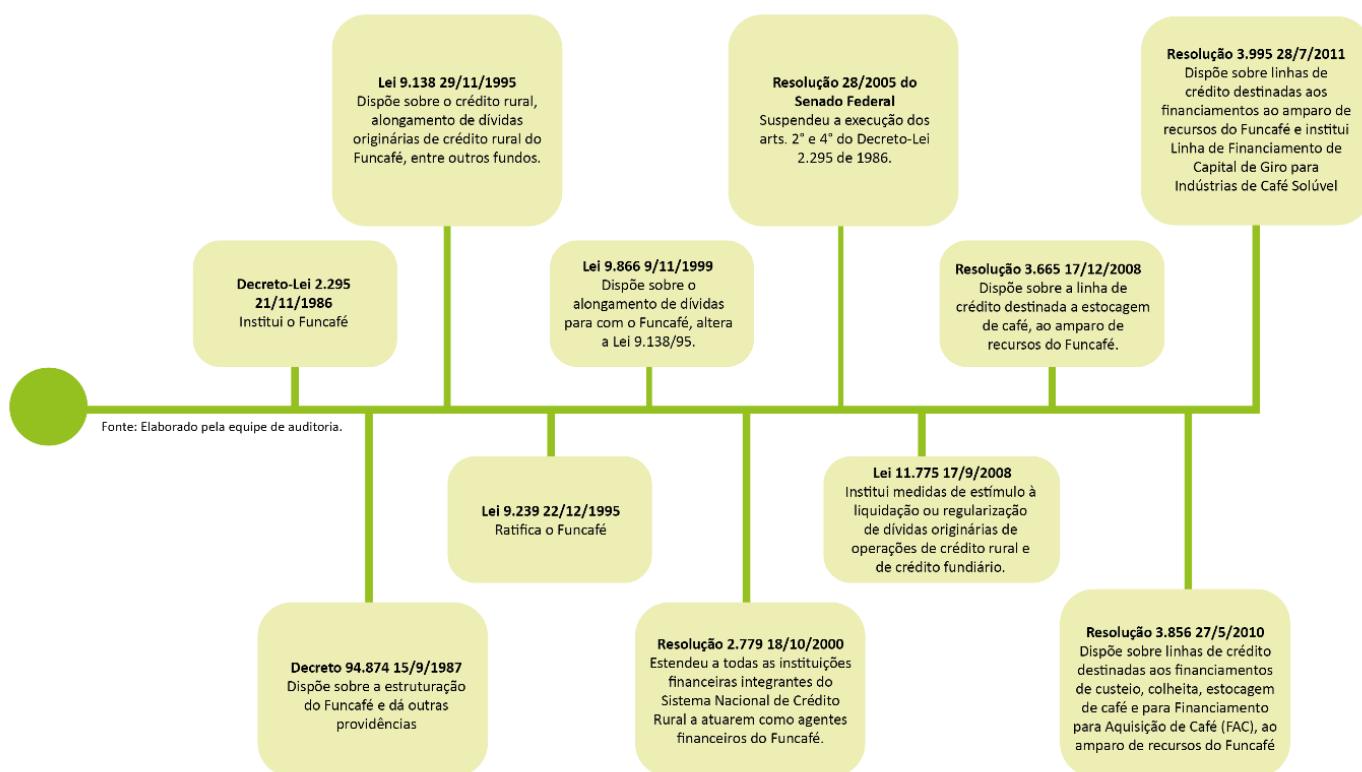 Lei 9.138 29/11/1995
Dispõe sobre o crédito rural,
alongamento de dívidas
originárias de crédito rural do
Funcafé, entre outros fundos.
Resolução 28/2005 do
Senado Federal
Suspendeu a execução dos
arts. 2° e 4° do Decreto-Lei
2.295 de 1986.
Resolução 3.995 28/7/2011
Dispõe sobre linhas de
crédito destinadas aos
financiamentos ao amparo de
recursos do Funcafé e institui
Linha de Financiamento de
Capital de Giro para
Indústrias de Café Solúvel
Decreto-Lei 2.295
21/11/1986
Institui o Funcafé
Lei 9.866 9/11/1999
Dispõe sobre o
alongamento de dívidas
para com o Funcafé, altera
a Lei 9.138/95.
Resolução 3.665 17/12/2008
Dispõe sobre a linha de
crédito destinada a estocagem
de café, ao amparo de
recursos do Funcafé.
Fonte: Elaborado pela equipe de auditoria.
Lei 9.239 22/12/1995
Ratifica o Funcafé
Lei 11.775 17/9/2008
Institui medidas de estímulo à
liquidação ou regularização
de dívidas originárias de
operações de crédito rural e
de crédito fundiário.
Decreto 94.874 15/9/1987
Dispõe sobre a estruturação
do Funcafé e dá outras
providências
Resolução 2.779 18/10/2000
Estendeu a todas as instituições
financeiras integrantes do
Sistema Nacional de Crédito
Rural a atuarem como agentes
financeiros do Funcafé.
Resolução 3.856 27/5/2010
Dispõe sobre linhas de crédito
destinadas aos financiamentos
de custeio, colheita, estocagem
de café e para Financiamento
para Aquisição de Café (FAC), ao
amparo de recursos do Funcafé